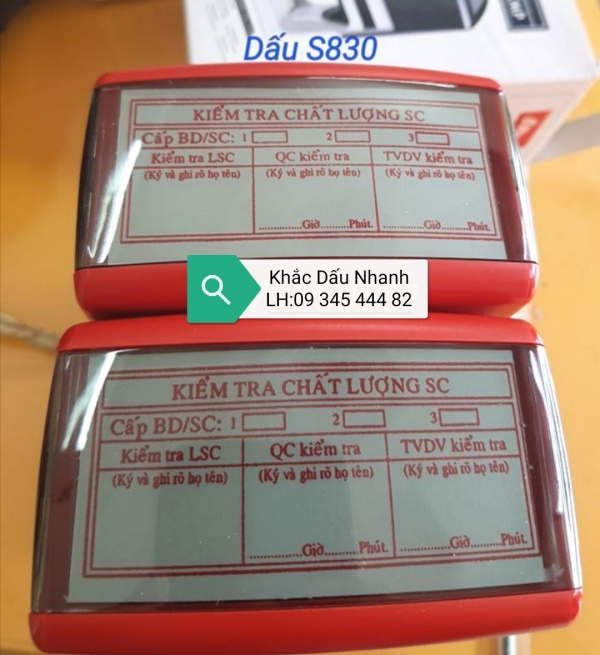 Dấu S830
KIỂM TRA CHẤT LƯỢNG SC
Cấp BD/SC: 1 2 3
Kiểm tra LSC QC kiểm tra TVDV kiểm tra
(Ký và ghi rõ họ tên) (Ký và ghi rõ họ tên) (Ký và ghi rõ họ tên)
...............Giờ..........Phút. ...............Giờ..........Phút.
Khắc Dấu Nhanh
LH:09 345 444 82
KIỂM TRA CHẤT LƯỢNG SC
Cấp BD/SC: 1 2 3
Kiểm tra LSC QC kiểm tra TVDV kiểm tra
(Ký và ghi rõ họ tên) (Ký và ghi rõ họ tên) (Ký và ghi rõ họ tên)
...............Giờ..........Phút. ...............Giờ..........Phút.